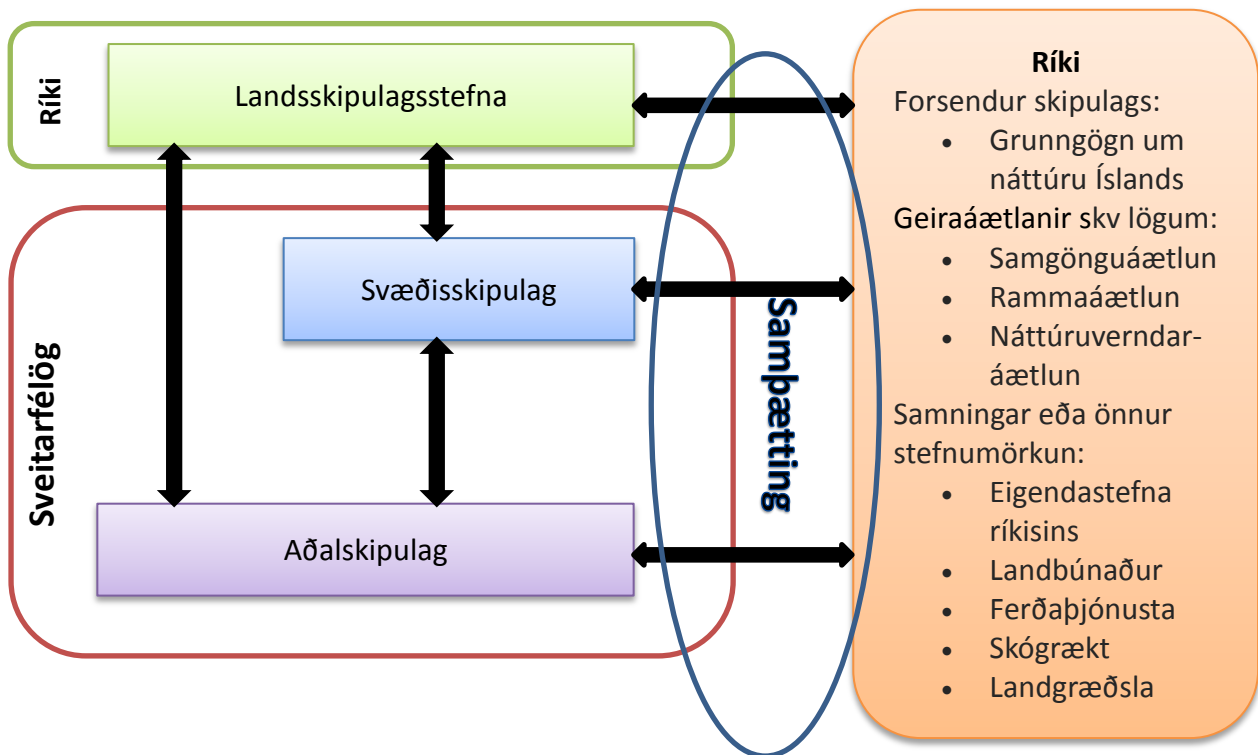 Ríki
Landsskipulagsstefna
Sveitarfélög
Svæðisskipulag
Aðalskipulag
Samþætting
Ríki
Forsendur skipulags:
• Grunngögn um
náttúru Íslands
Geiraáætlanir skv lögum:
• Samgönguáætlun
• Rammaáætlun
• Náttúruverndar-
áætlun
Samningar eða önnur
stefnumörkun:
• Eigendastefna
ríkisins
• Landbúnaður
• Ferðaþjónusta
• Skógrækt
• Landgræðsla